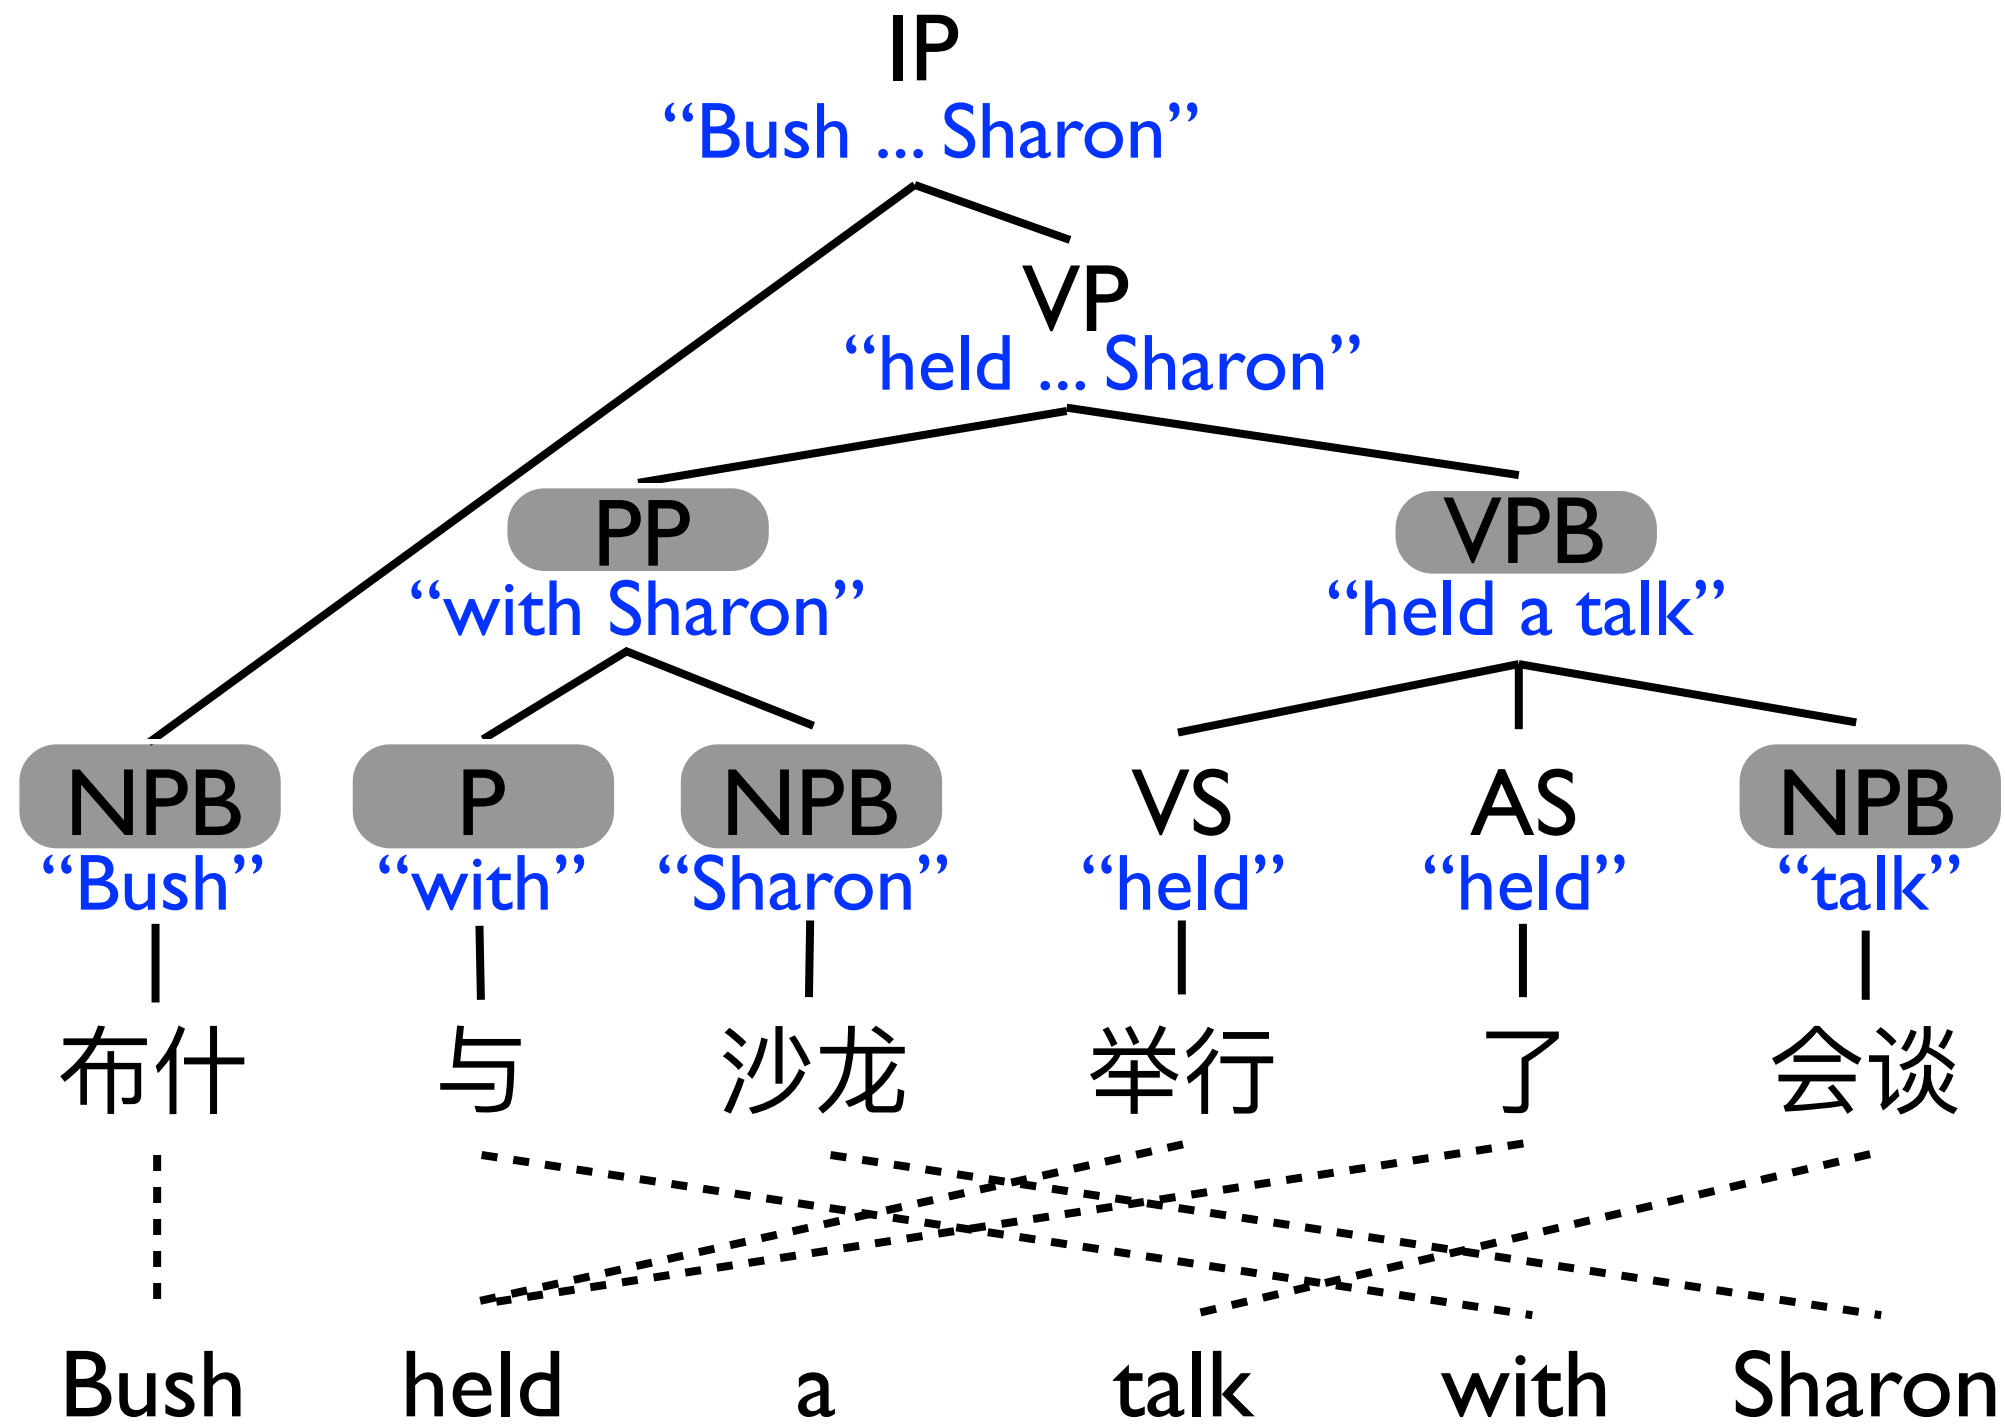 IP
“Bush ... Sharon”
VP
“held ... Sharon”
PP VPB
“with Sharon” “held a talk”
NPB P NPB VS AS NPB
“Bush” “with” “Sharon” “held” “held” “talk”
布什 与 沙龙 举行 了 会谈
Bush held a talk with Sharon